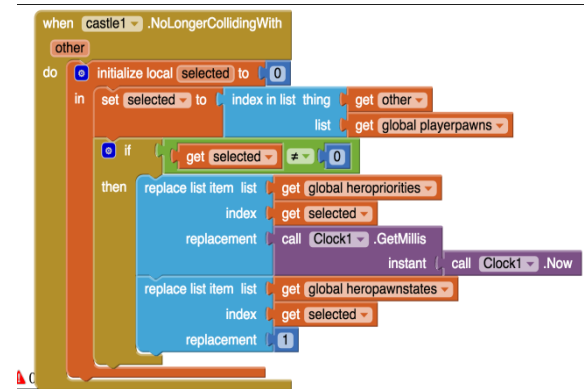 when castle1 .NoLongerCollidingWith
other
do initialize local selected to 0
in set selected to index in list thing get other
list get global playerpawns
if get selected ≠ 0
then replace list item list get global heropriorities
index get selected
replacement call Clock1 .GetMillis
instant call Clock1 .Now
replace list item list get global heropawnstates
index get selected
replacement 1